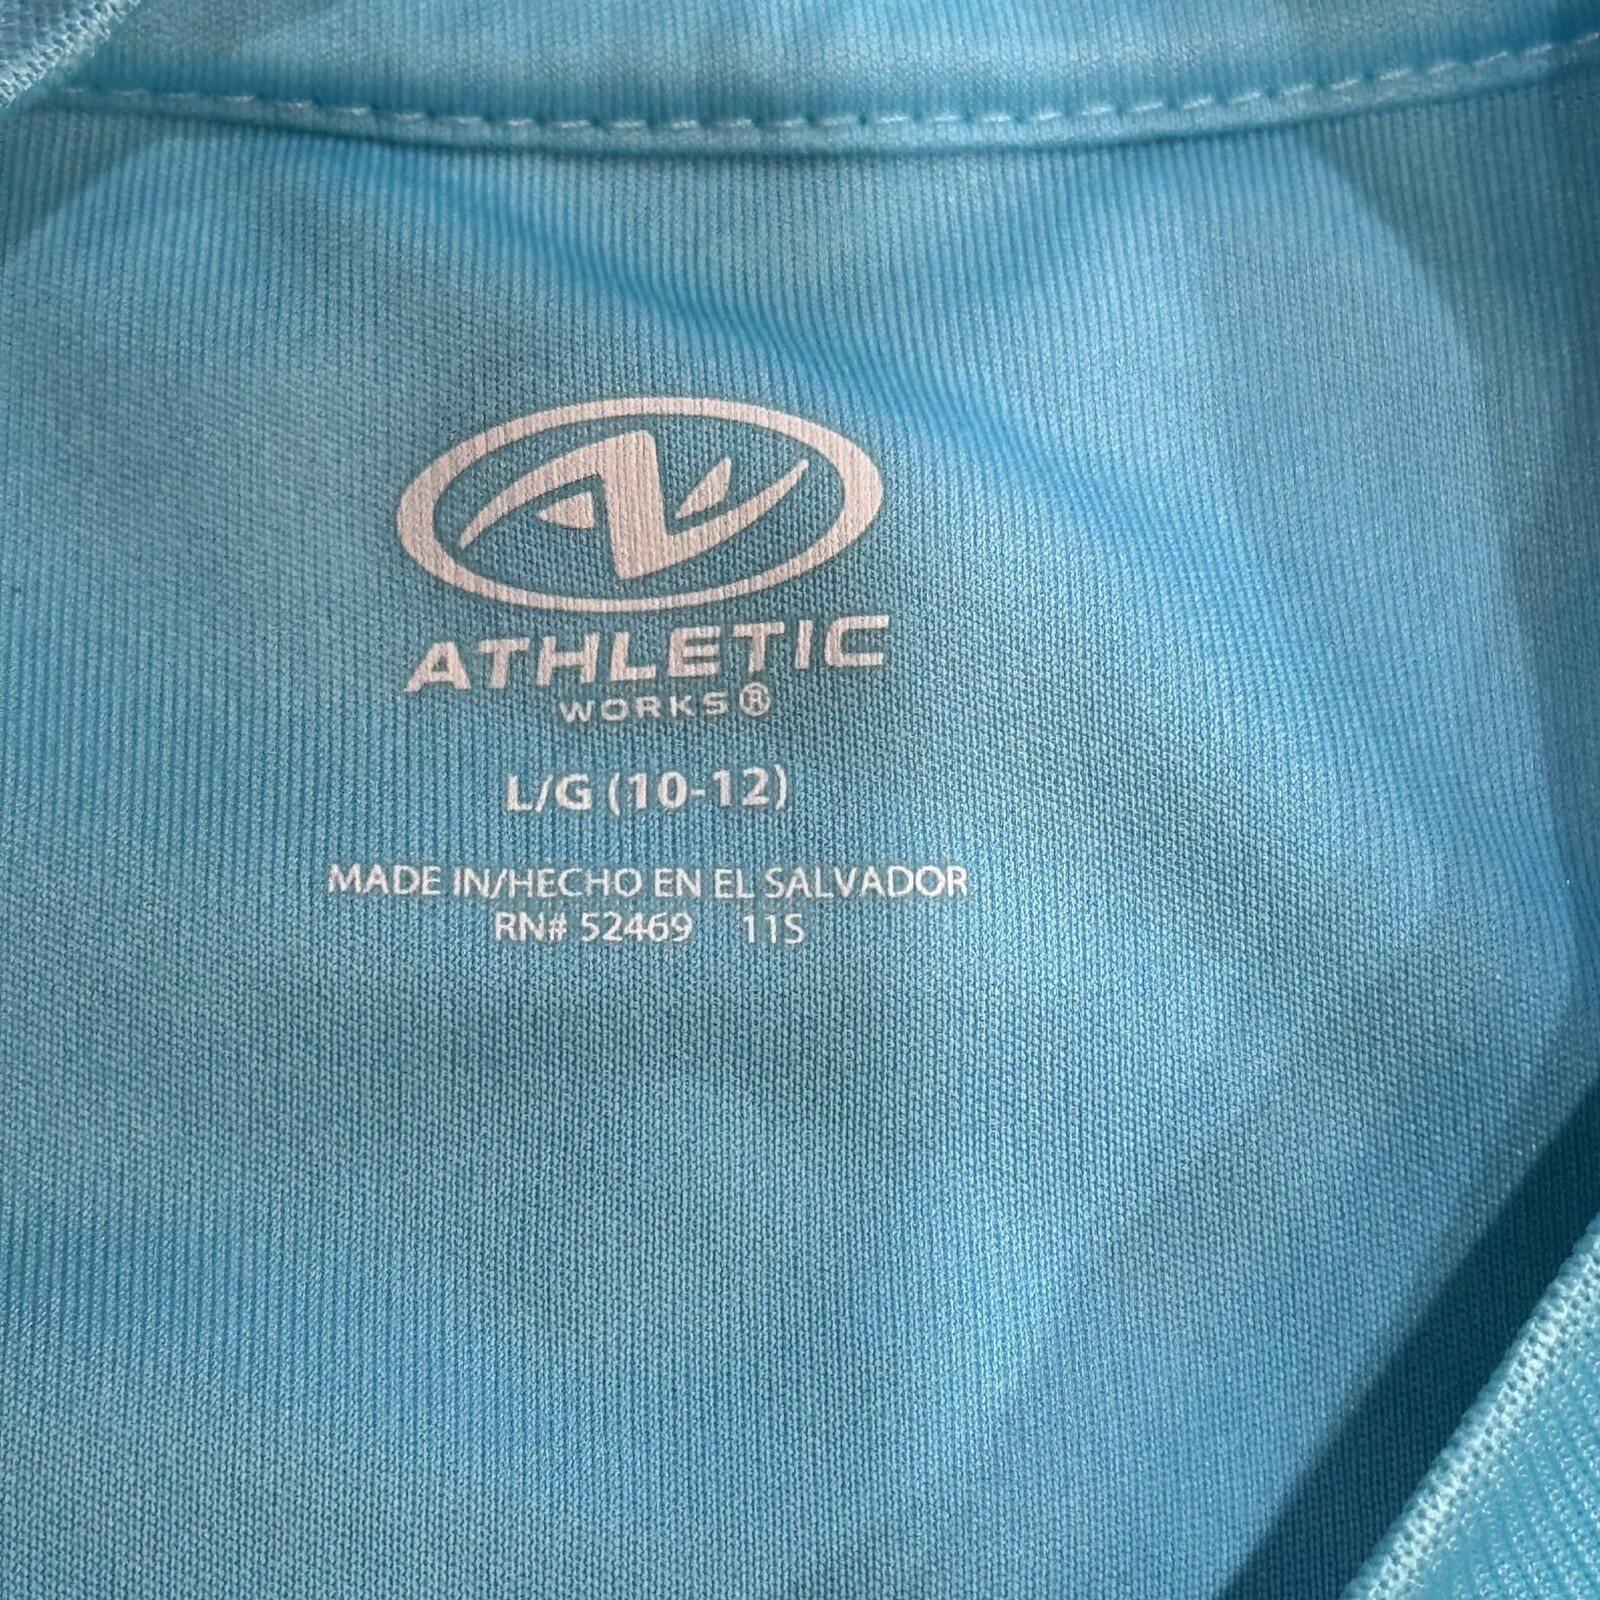 ATHLETIC
WORKS®
L/G (10-12)
MADE IN/HECHO EN EL SALVADOR
RN# 52469 11S